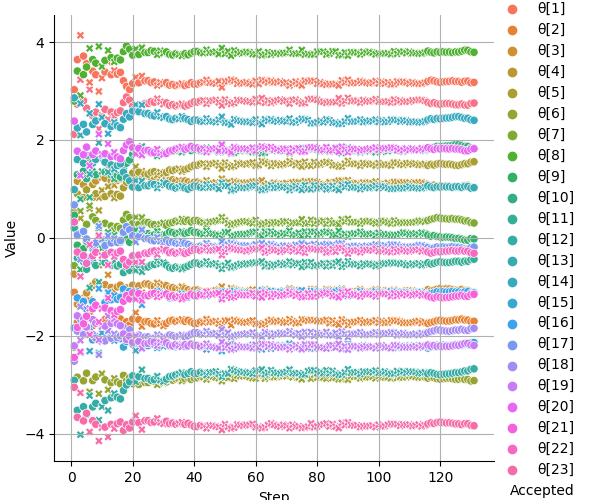 4
2
0
−2
−4
Value
0
20
40
60
80
100
120
Step
θ[1]
θ[2]
θ[3]
θ[4]
θ[5]
θ[6]
θ[7]
θ[8]
θ[9]
θ[10]
θ[11]
θ[12]
θ[13]
θ[14]
θ[15]
θ[16]
θ[17]
θ[18]
θ[19]
θ[20]
θ[21]
θ[22]
θ[23]
Accepted